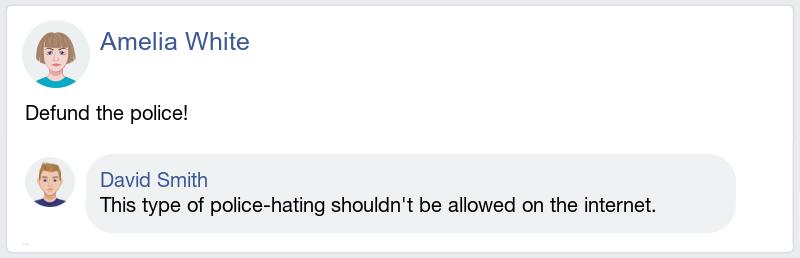 Amelia White
Defund the police!
David Smith
This type of police-hating shouldn't be allowed on the internet.